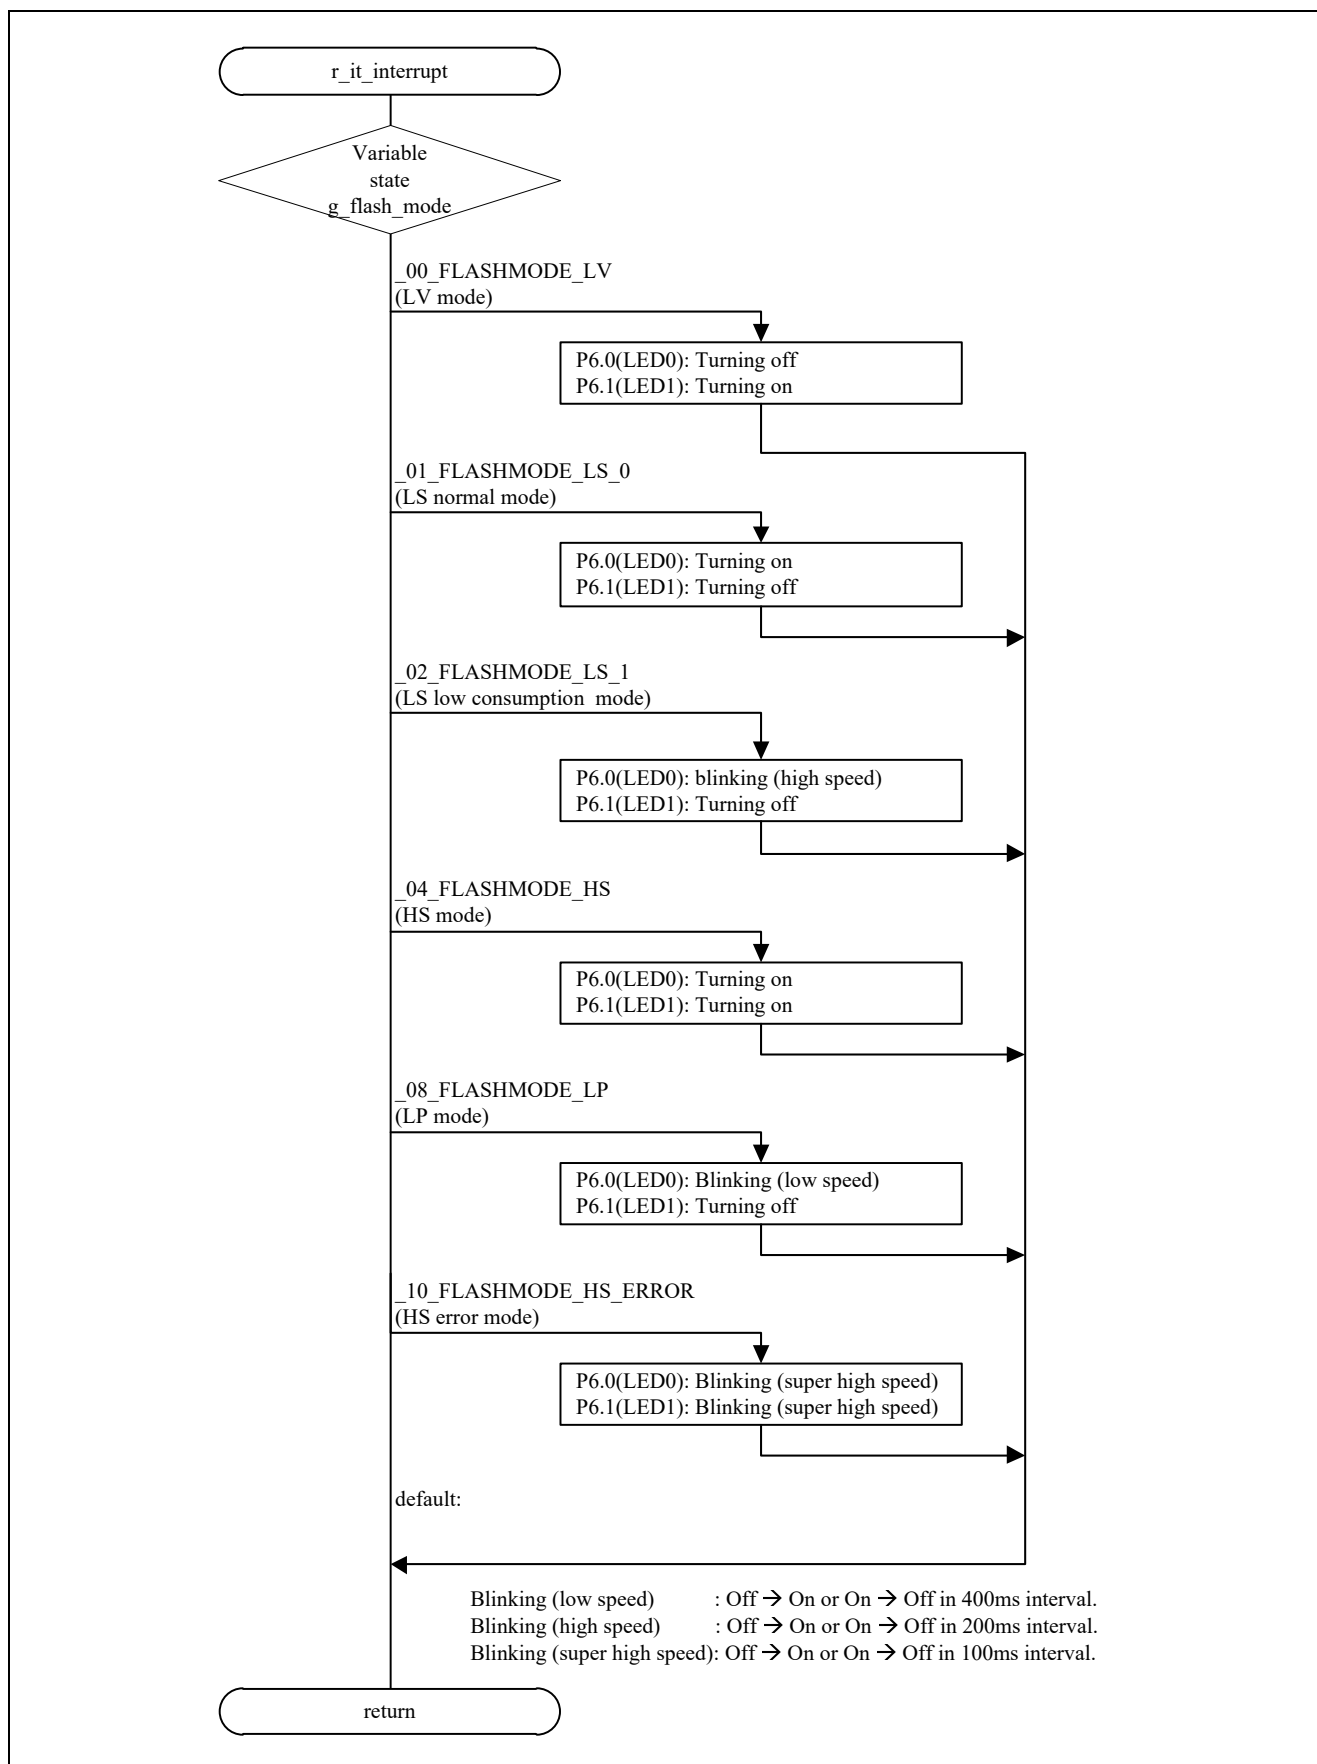 r_it_interrupt
Variable
state
g_flash_mode
_00_FLASHMODE_LV
(LV mode)
P6.0(LED0): Turning off
P6.1(LED1): Turning on
_01_FLASHMODE_LS_0
(LS normal mode)
P6.0(LED0): Turning on
P6.1(LED1): Turning off
_02_FLASHMODE_LS_1
(LS low consumption  mode)
P6.0(LED0): blinking (high speed)
P6.1(LED1): Turning off
_04_FLASHMODE_HS
(HS mode)
P6.0(LED0): Turning on
P6.1(LED1): Turning on
_08_FLASHMODE_LP
(LP mode)
P6.0(LED0): Blinking (low speed)
P6.1(LED1): Turning off
_10_FLASHMODE_HS_ERROR
(HS error mode)
P6.0(LED0): Blinking (super high speed)
P6.1(LED1): Blinking (super high speed)
default:
Blinking (low speed) : Off → On or On → Off in 400ms interval.
Blinking (high speed) : Off → On or On → Off in 200ms interval.
Blinking (super high speed): Off → On or On → Off in 100ms interval.
return